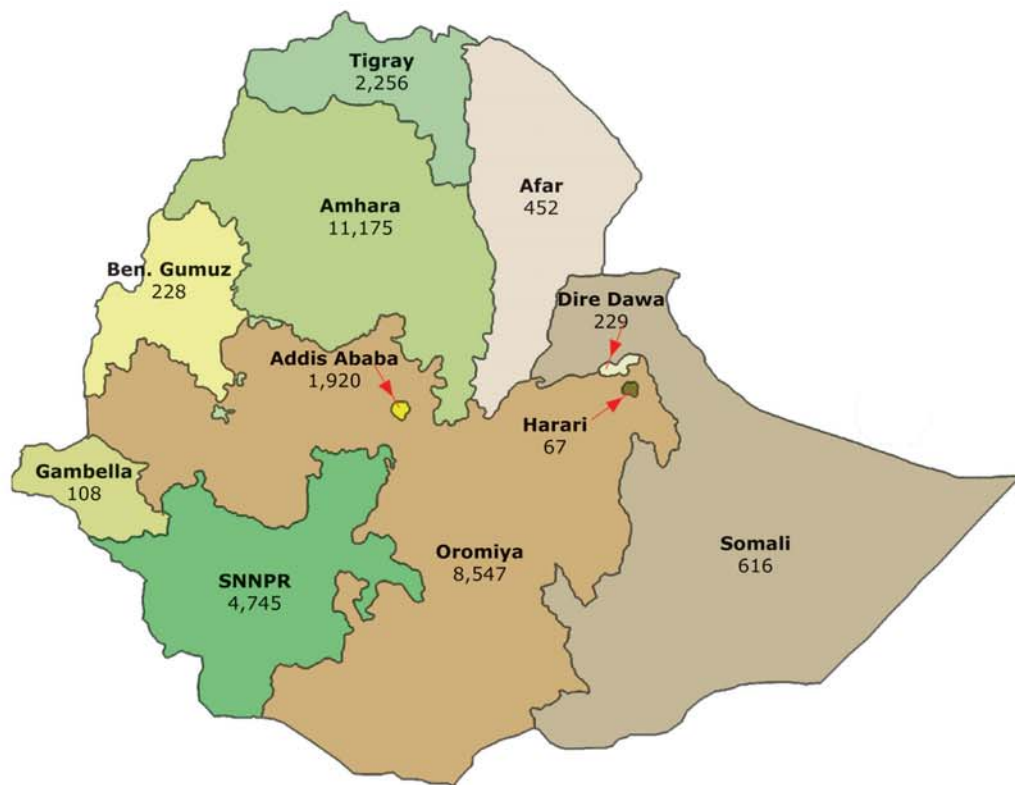 Tigray
2,256
Afar
452
Amhara
11,175
Ben. Gumuz
228
Dire Dawa
229
Addis Ababa
1,920
Harari
67
Gambella
108
Oromiya
8,547
Somali
616
SNNPR
4,745